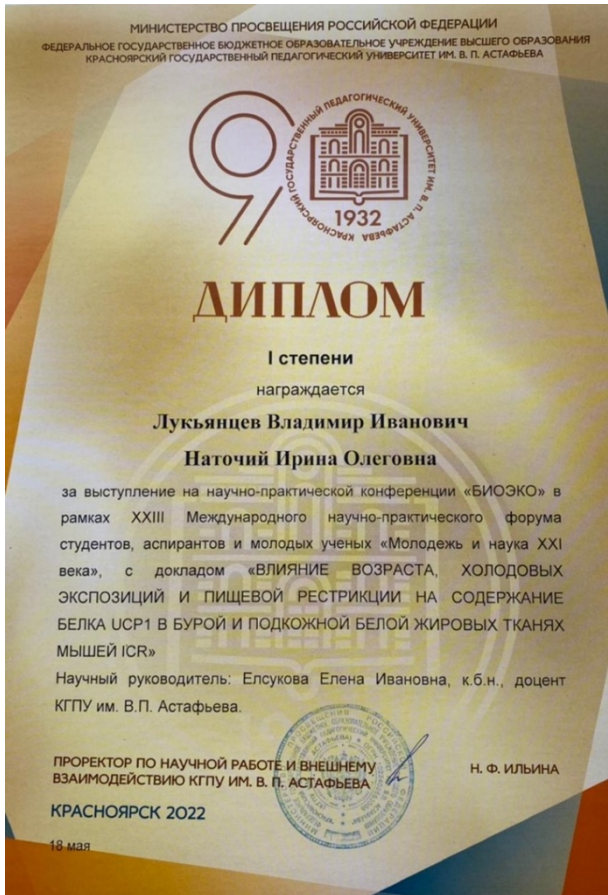 МИНИСТЕРСТВО ПРОСВЕЩЕНИЯ РОССИЙСКОЙ ФЕДЕРАЦИИ
ФЕДЕРАЛЬНОЕ ГОСУДАРСТВЕННОЕ БЮДЖЕТНОЕ ОБРАЗОВАТЕЛЬНОЕ УЧРЕЖДЕНИЕ ВЫСШЕГО ОБРАЗОВАНИЯ
КРАСНОЯРСКИЙ ГОСУДАРСТВЕННЫЙ ПЕДАГОГИЧЕСКИЙ УНИВЕРСИТЕТ ИМ. В. П. АСТАФЬЕВА
90
КРАСНОЯРСКИЙ ГОСУДАРСТВЕННЫЙ ПЕДАГОГИЧЕСКИЙ УНИВЕРСИТЕТ ИМ. В. П. АСТАФЬЕВА
1932
ДИПЛОМ
I степени
награждается
Лукьянцев Владимир Иванович
Наточий Ирина Олеговна
за выступление на научно-практической конференции «БИОЭКО» в
рамках XXIII Международного научно-практического форума
студентов, аспирантов и молодых ученых «Молодежь и наука XXI
века», с докладом «ВЛИЯНИЕ ВОЗРАСТА, ХОЛОДОВЫХ
ЭКСПОЗИЦИЙ И ПИЩЕВОЙ РЕСТРИКЦИИ НА СОДЕРЖАНИЕ
БЕЛКА UCP1 В БУРОЙ И ПОДКОЖНОЙ БЕЛОЙ ЖИРОВЫХ ТКАНЯХ
МЫШЕЙ ICR»
Научный руководитель: Елсукова Елена Ивановна, к.б.н., доцент
КГПУ им. В.П. Астафьева.
ПРОРЕКТОР ПО НАУЧНОЙ РАБОТЕ И ВНЕШНЕМУ
ВЗАИМОДЕЙСТВИЮ КГПУ ИМ. В. П. АСТАФЬЕВА
Н. Ф. ИЛЬИНА
КРАСНОЯРСК 2022
18 мая